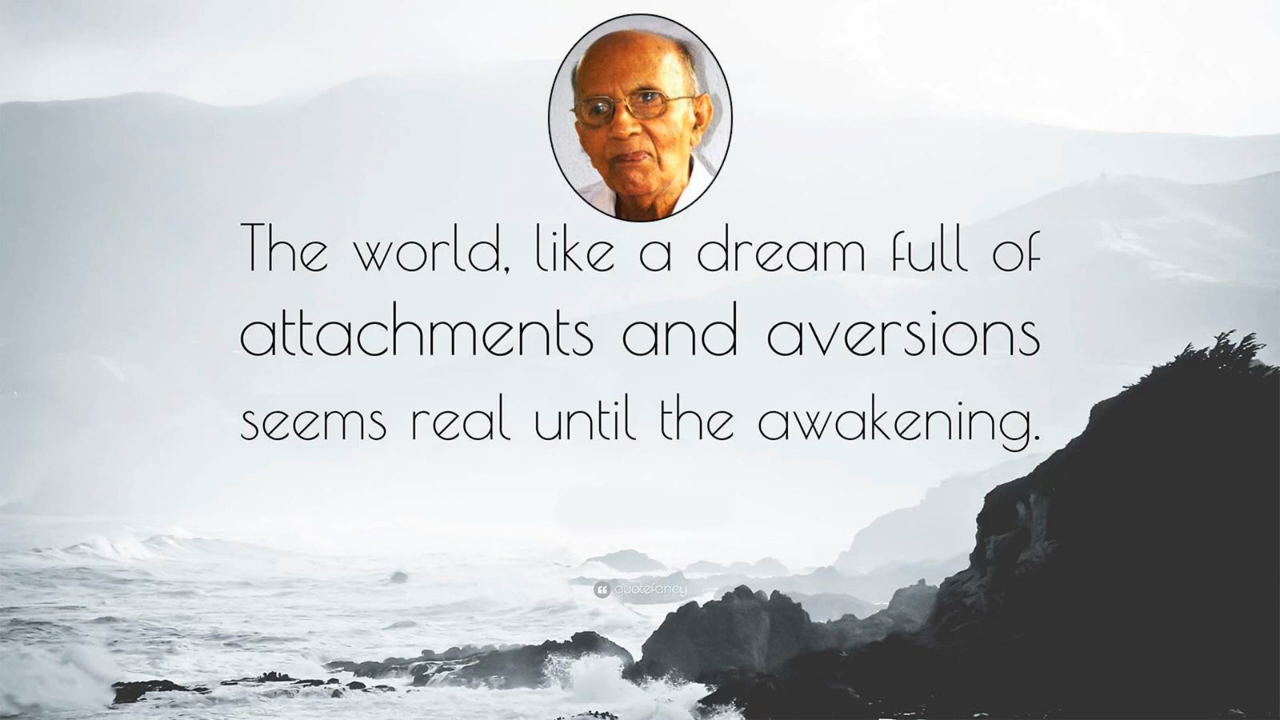 The world, like a dream full of
attachments and aversions
seems real until the awakening.
quotefancy